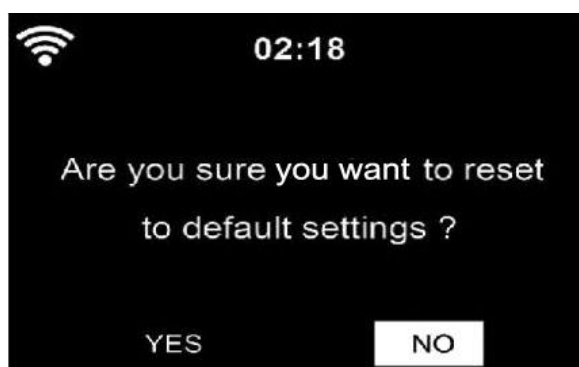 02:18
Are you sure you want to reset
to default settings ?
YES NO